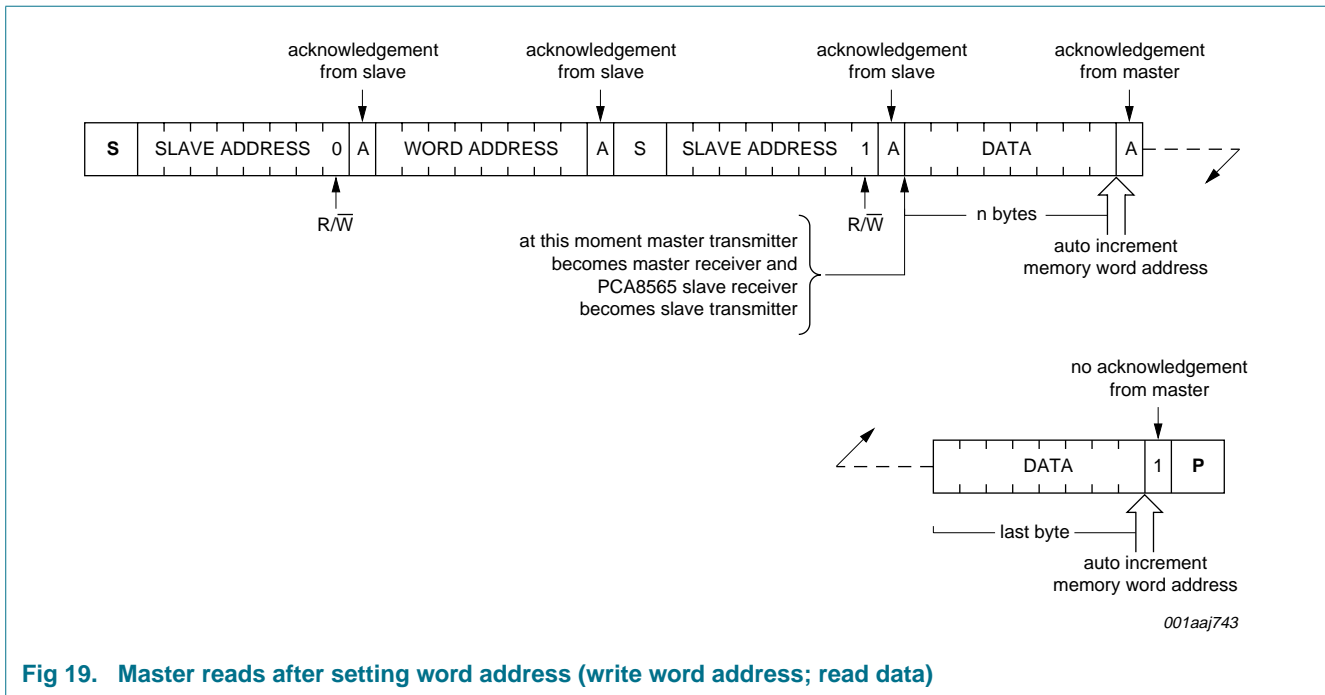 acknowledgement
from slave
acknowledgement
from slave
acknowledgement
from slave
acknowledgement
from master
S SLAVE ADDRESS 0 A WORD ADDRESS A S SLAVE ADDRESS 1 A DATA A
R/W̅
R/W̅
n bytes
at this moment master transmitter
becomes master receiver and
PCA8565 slave receiver
becomes slave transmitter
auto increment
memory word address
no acknowledgement
from master
DATA 1 P
last byte
auto increment
memory word address
001aaj743
Fig 19. Master reads after setting word address (write word address; read data)